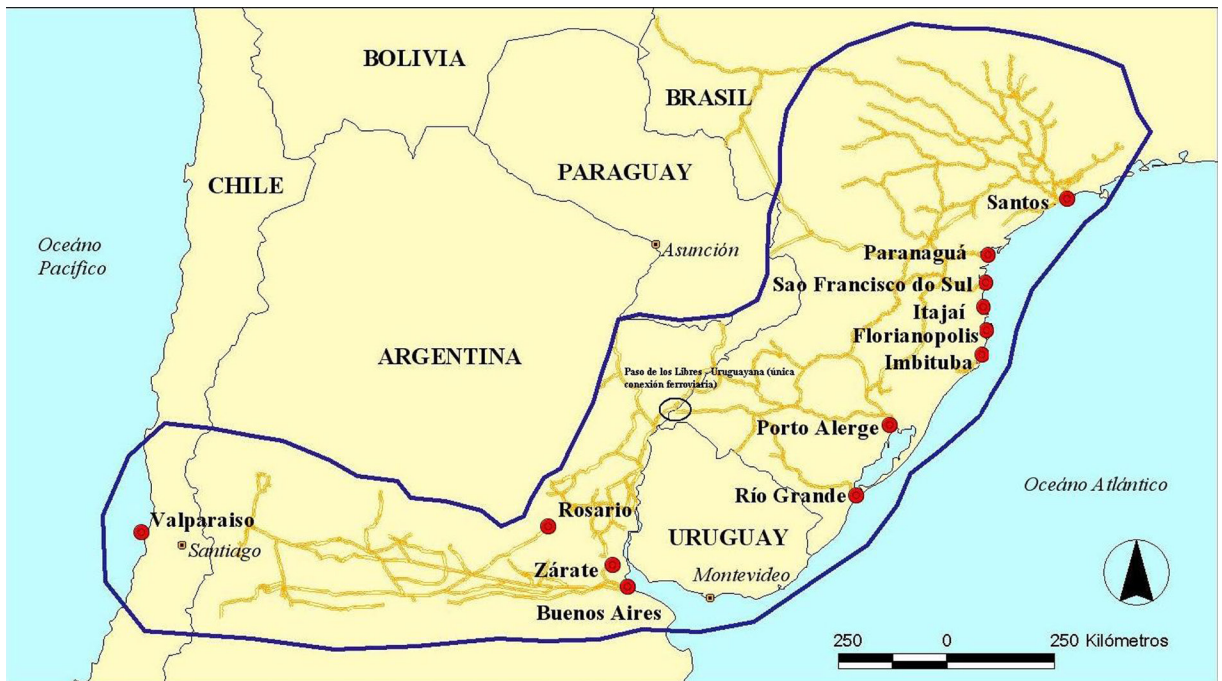 BOLIVIA
BRASIL
PARAGUAY
CHILE
Santos
Oceáno
Pacífico
Asunción
Paranaguá
Sao Francisco do Sul
Itajaí
Florianopolis
ARGENTINA
Imbituba
Paso de los Libres - Uruguayana (única
conexión ferroviaria)
Porto Alerge
Oceáno Atlántico
Río Grande
Valparaiso
Rosario
Santiago
URUGUAY
Zárate
Montevideo
Buenos Aires
250 0 250 Kilómetros